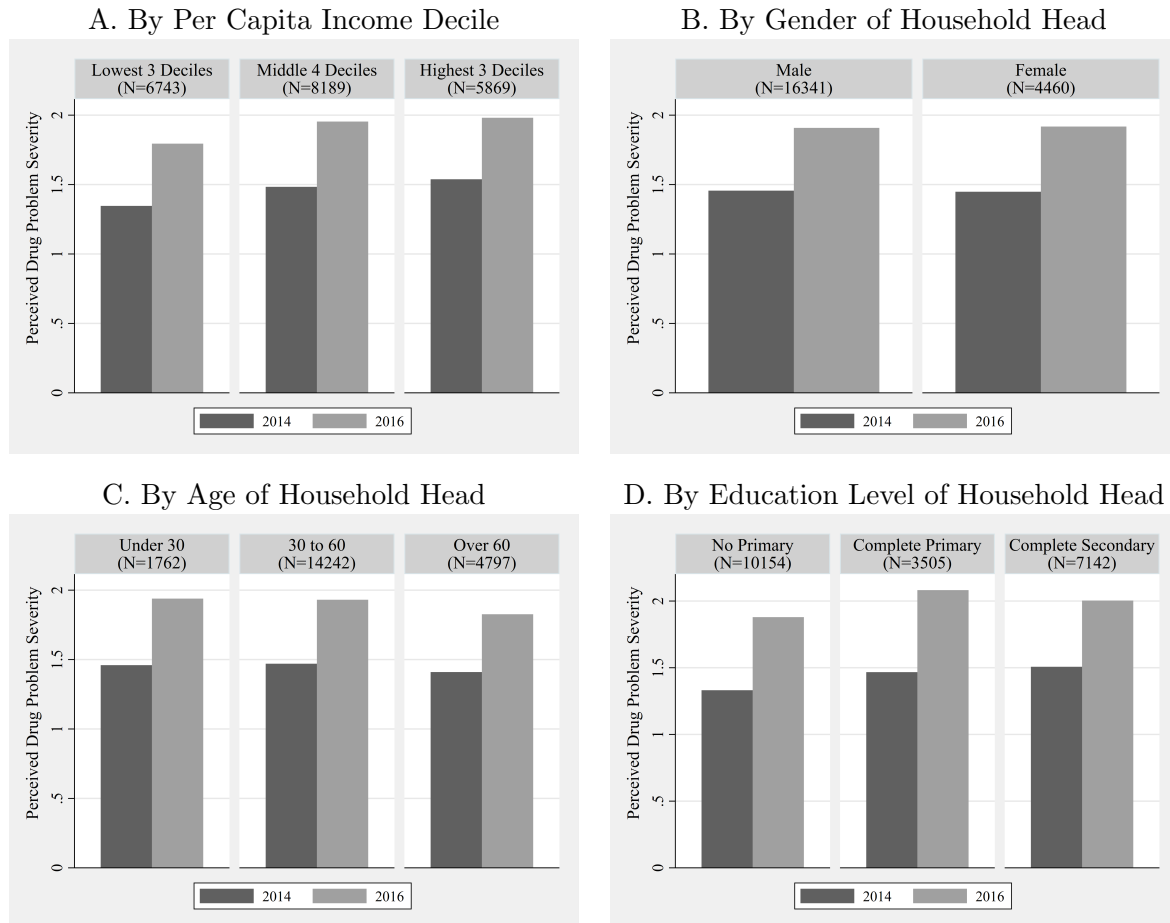 A. By Per Capita Income Decile
Lowest 3 Deciles
(N=6743)
Middle 4 Deciles
(N=8189)
Highest 3 Deciles
(N=5869)
Perceived Drug Problem Severity
2
1.5
1
.5
0
2014 2016
B. By Gender of Household Head
Male
(N=16341)
Female
(N=4460)
Perceived Drug Problem Severity
2
1.5
1
.5
0
2014 2016
C. By Age of Household Head
Under 30
(N=1762)
30 to 60
(N=14242)
Over 60
(N=4797)
Perceived Drug Problem Severity
2
1.5
1
.5
0
2014 2016
D. By Education Level of Household Head
No Primary
(N=10154)
Complete Primary
(N=3505)
Complete Secondary
(N=7142)
Perceived Drug Problem Severity
2
1.5
1
.5
0
2014 2016